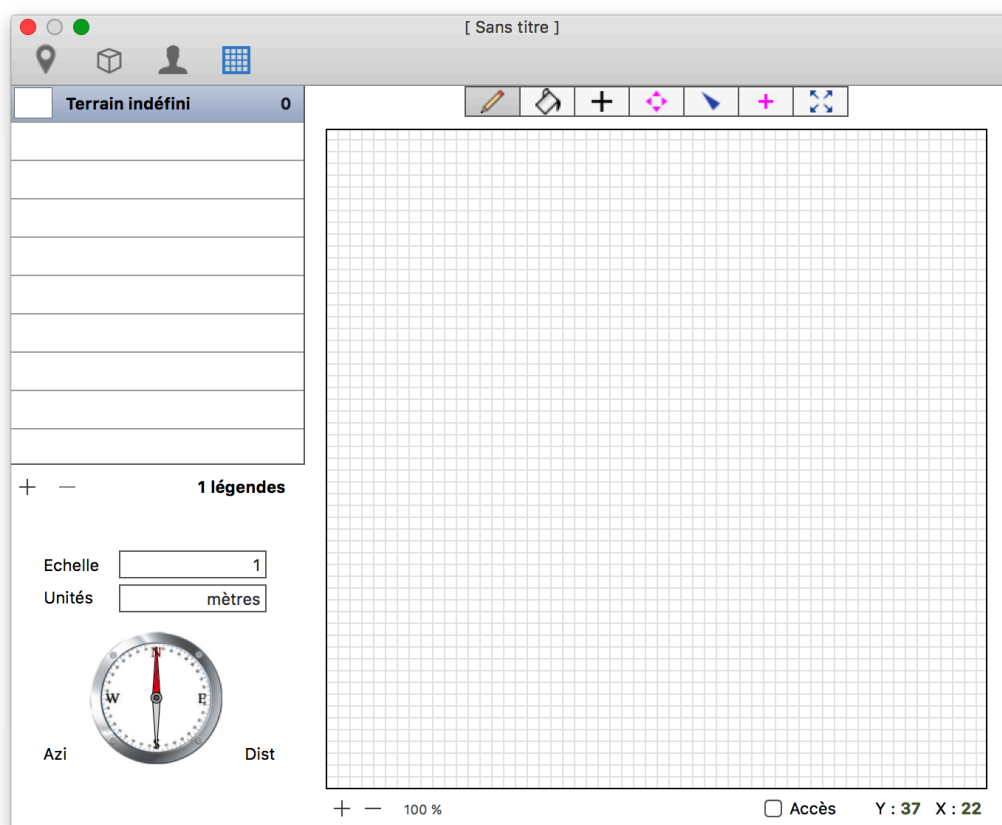 [ Sans titre ]
Terrain indéfini 0
1 légendes
Echelle 1
Unités mètres
N
W E
S
Azi Dist
100 % Accès Y : 37 X : 22